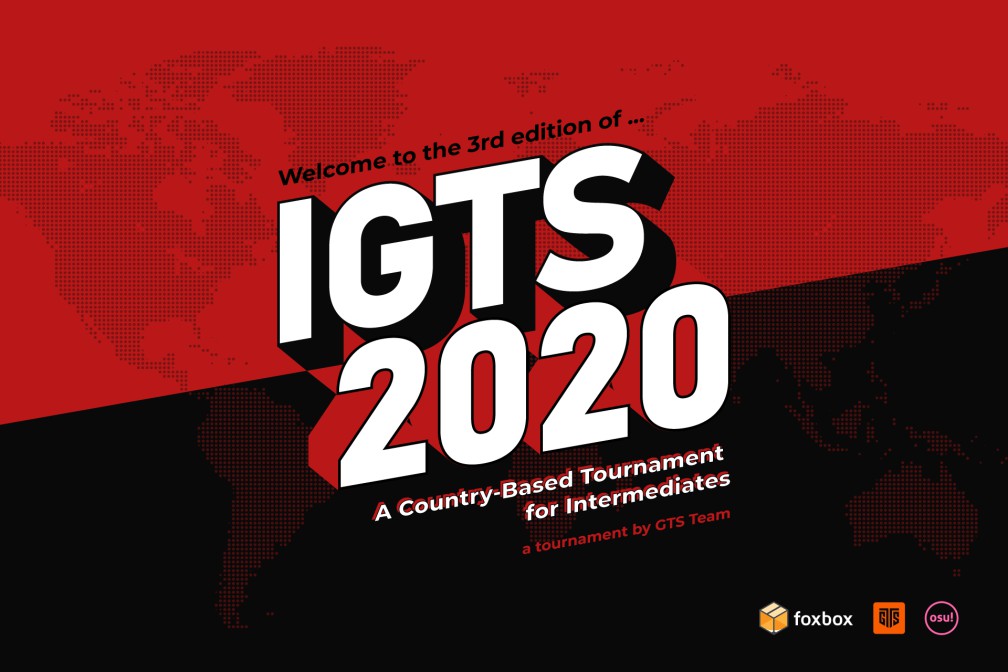 Welcome to the 3rd edition of ...
IGTS
2020
A Country-Based Tournament
for Intermediates
a tournament by GTS Team
foxbox
GTS
osu!